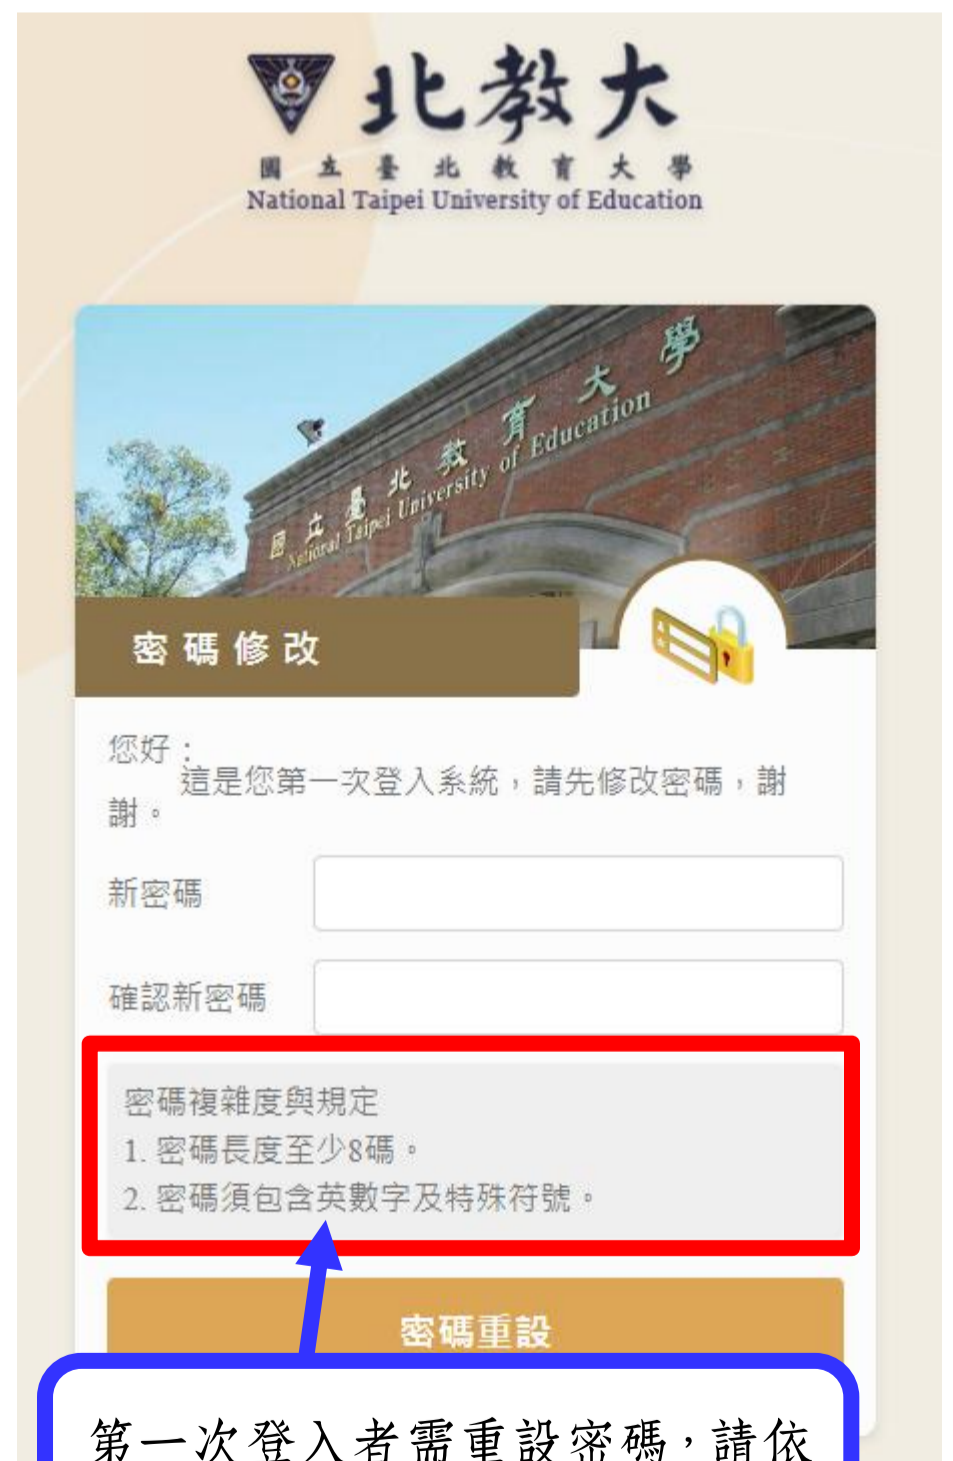 北教大
國立臺北教育大學
National Taipei University of Education
國立臺北教育大學
National Taipei University of Education
密碼修改
您好：
這是您第一次登入系統，請先修改密碼，謝
謝。
新密碼
確認新密碼
密碼複雜度與規定
1. 密碼長度至少8碼。
2. 密碼須包含英數字及特殊符號。
密碼重設
第一次登入者需重設密碼，請依